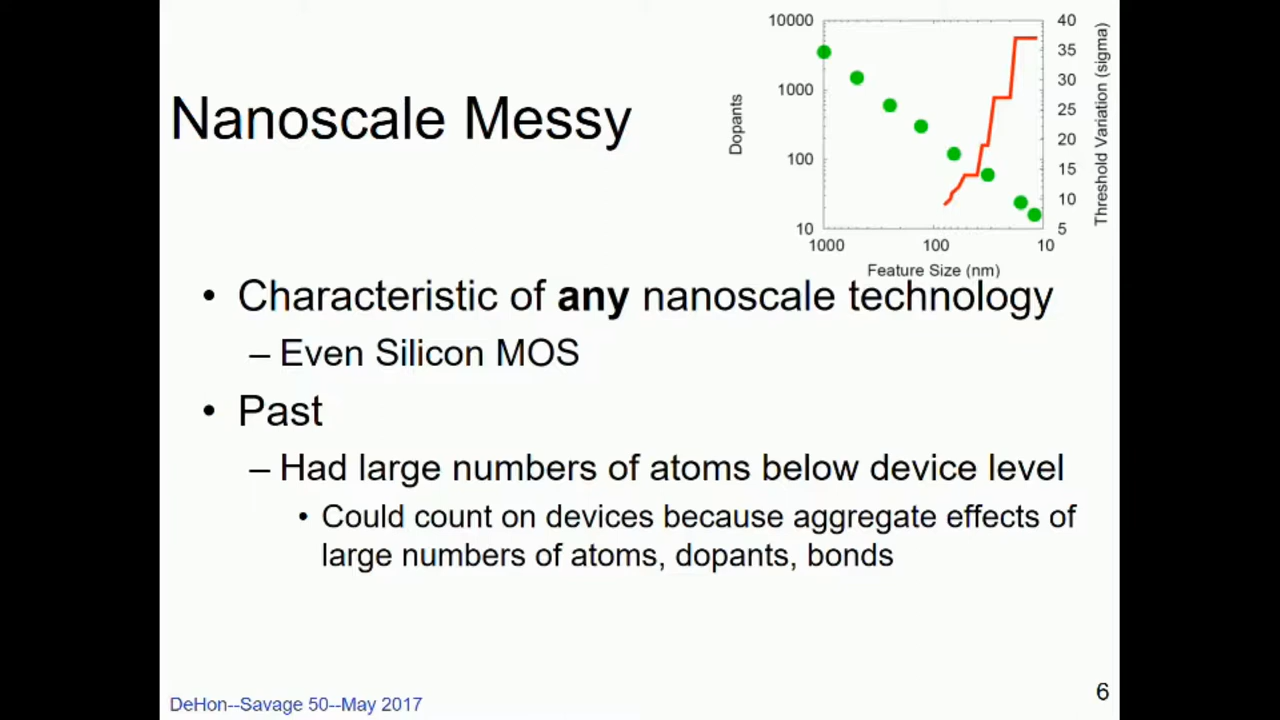 Nanoscale Messy
10000
1000
100
10
Dopants
40
35
30
25
20
15
10
5
Threshold Variation (sigma)
1000
100
10
Feature Size (nm)
• Characteristic of any nanoscale technology
– Even Silicon MOS
• Past
– Had large numbers of atoms below device level
• Could count on devices because aggregate effects of
large numbers of atoms, dopants, bonds
DeHon--Savage 50--May 2017
6